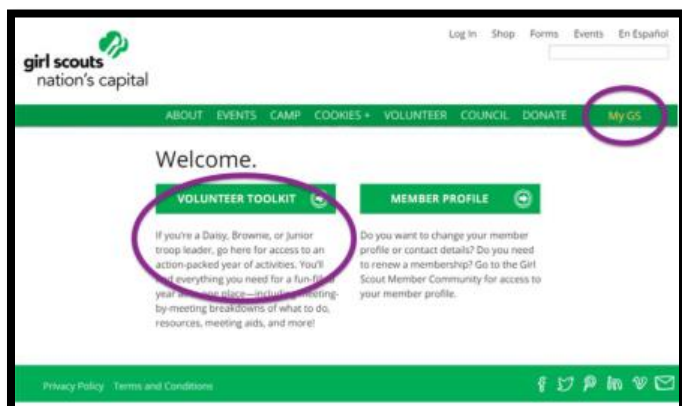 Log In Shop Forms Events En Español
girl scouts
nation's capital
ABOUT EVENTS CAMP COOKIES + VOLUNTEER COUNCIL DONATE My GS
Welcome.
VOLUNTEER TOOLKIT
If you're a Daisy, Brownie, or Junior
troop leader, go here for access to an
action-packed year of activities. You'll
find everything you need for a fun-filled
year in one place—including meeting-
by-meeting breakdowns of what to do,
resources, meeting aids, and more!
MEMBER PROFILE
Do you want to change your member
profile or contact details? Do you need
to renew a membership? Go to the Girl
Scout Member Community for access to
your member profile.
Privacy Policy Terms and Conditions